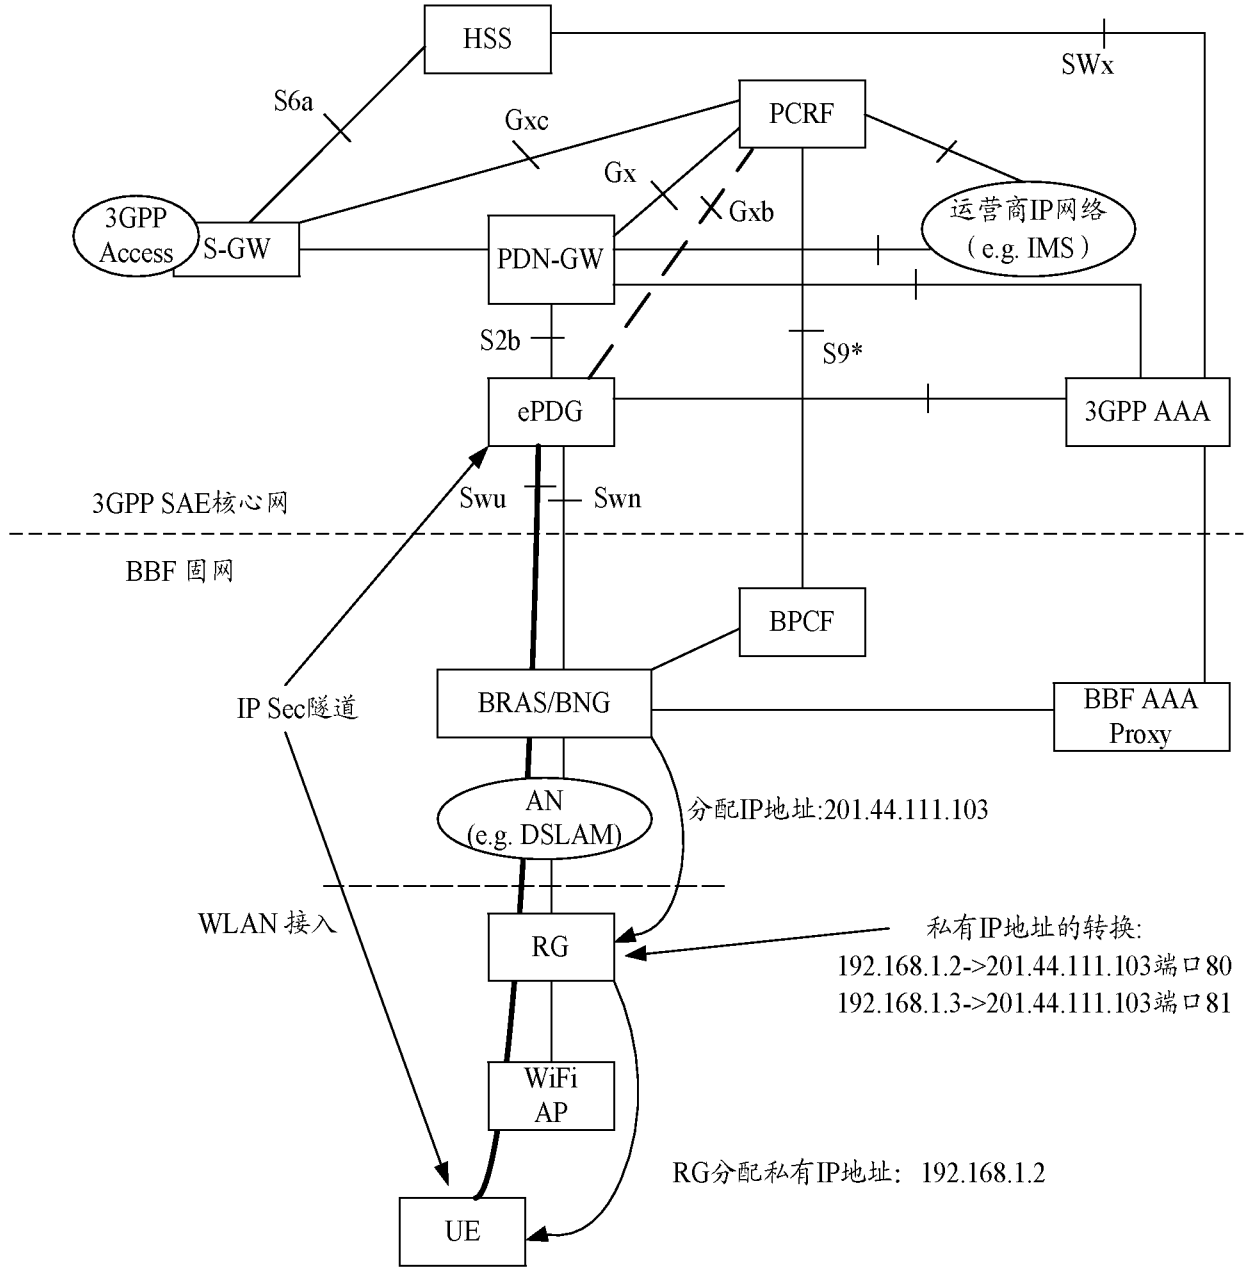 HSS
SWx
S6a
PCRF
Gxc
Gx
Gxb
3GPP
Access
S-GW
PDN-GW
运营商IP网络
（e.g. IMS）
S2b
S9*
ePDG
3GPP AAA
Swu
Swn
3GPP SAE核心网
BBF 固网
BPCF
IP Sec隧道
BRAS/BNG
BBF AAA
Proxy
AN
(e.g. DSLAM)
分配IP地址:201.44.111.103
WLAN 接入
RG
私有IP地址的转换:
192.168.1.2->201.44.111.103端口80
192.168.1.3->201.44.111.103端口81
WiFi
AP
RG分配私有IP地址： 192.168.1.2
UE